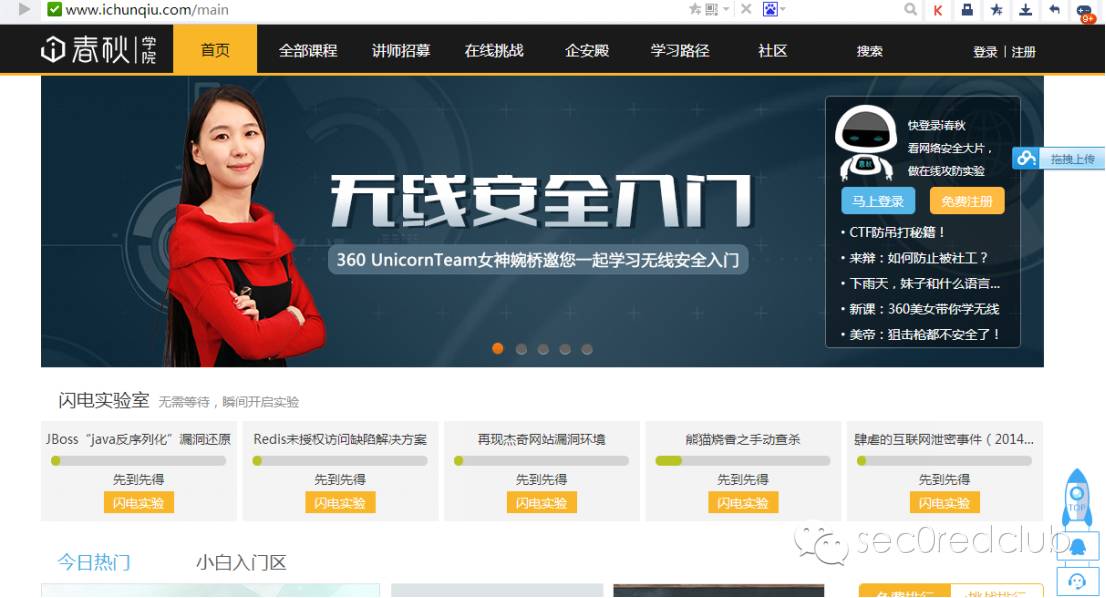 www.ichunqiu.com/main
9+
春秋 学院
首页 全部课程 讲师招募 在线挑战 企安殿 学习路径 社区 搜索 登录 | 注册
无线安全入门
360 UnicornTeam女神婉桥邀您一起学习无线安全入门
快登录i春秋
看网络安全大片，
做在线攻防实验
马上登录 免费注册
• CTF防吊打秘籍！
• 来辩：如何防止被社工？
• 下雨天，妹子和什么语言...
• 新课：360美女带你学无线
• 美帝：狙击枪都不安全了！
拖拽上传
闪电实验室 无需等待，瞬间开启实验
JBoss“java反序列化”漏洞还原 Redis未授权访问缺陷解决方案 再现杰奇网站漏洞环境 熊猫烧香之手动查杀 肆虐的互联网泄密事件（2014...
先到先得 先到先得 先到先得 先到先得 先到先得
闪电实验 闪电实验 闪电实验 闪电实验 闪电实验
TOP
sec0redclub
今日热门 小白入门区
免费排行 挑战排行